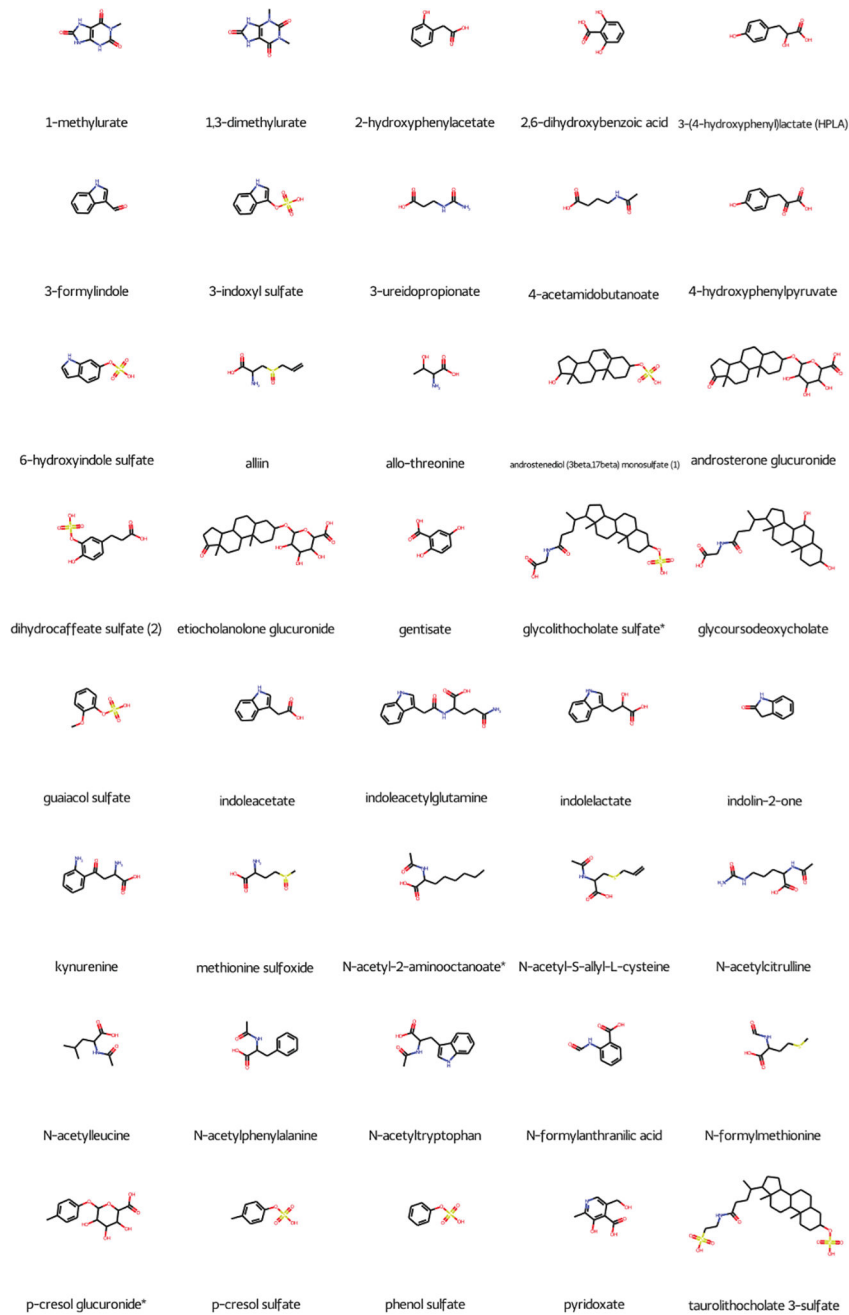 1-methylurate
1,3-dimethylurate
2-hydroxyphenylacetate
2,6-dihydroxybenzoic acid
3-(4-hydroxyphenyl)lactate (HPLA)
3-formylindole
3-indoxyl sulfate
3-ureidopropionate
4-acetamidobutanoate
4-hydroxyphenylpyruvate
6-hydroxyindole sulfate
alliin
allo-threonine
androstenediol (3beta,17beta) monosulfate (1)
androsterone glucuronide
dihydrocaffeate sulfate (2)
etiocholanolone glucuronide
gentisate
glycolithocholate sulfate*
glycoursodeoxycholate
guaiacol sulfate
indoleacetate
indoleacetylglutamine
indolelactate
indolin-2-one
kynurenine
methionine sulfoxide
N-acetyl-2-aminooctanoate*
N-acetyl-S-allyl-L-cysteine
N-acetylcitrulline
N-acetylleucine
N-acetylphenylalanine
N-acetyltryptophan
N-formylanthranilic acid
N-formylmethionine
p-cresol glucuronide*
p-cresol sulfate
phenol sulfate
pyridoxate
taurolithocholate 3-sulfate